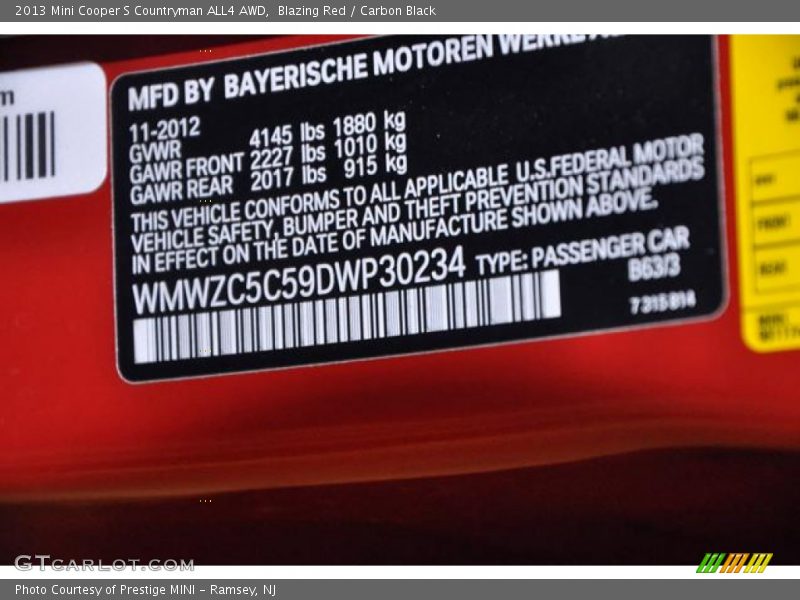 2013 Mini Cooper S Countryman ALL4 AWD, Blazing Red / Carbon Black
m
MFD BY BAYERISCHE MOTOREN
11-2012
GVWR 4145 lbs 1880 kg
GAWR FRONT 2227 lbs 1010 kg
GAWR REAR 2017 lbs 915 kg
THIS VEHICLE CONFORMS TO ALL APPLICABLE U.S.FEDERAL MOTOR
VEHICLE SAFETY, BUMPER AND THEFT PREVENTION STANDARDS
IN EFFECT ON THE DATE OF MANUFACTURE SHOWN ABOVE.
WMWZC5C59DWP30234 TYPE: PASSENGER CAR
B63/3
7315814
GTCARLOT.COM
Photo Courtesy of Prestige MINI - Ramsey, NJ